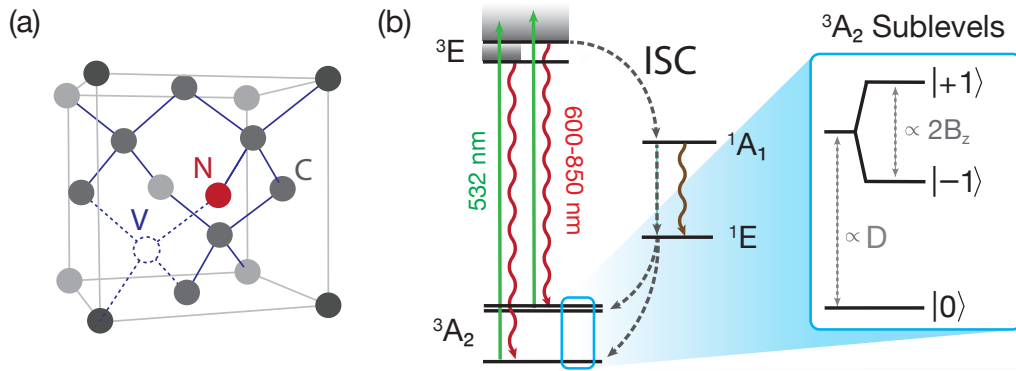 (a)
N
C
V
(b)
³E
ISC
532 nm
600-850 nm
¹A₁
¹E
³A₂
³A₂ Sublevels
|+1⟩
∝ 2B_z
|−1⟩
∝ D
|0⟩